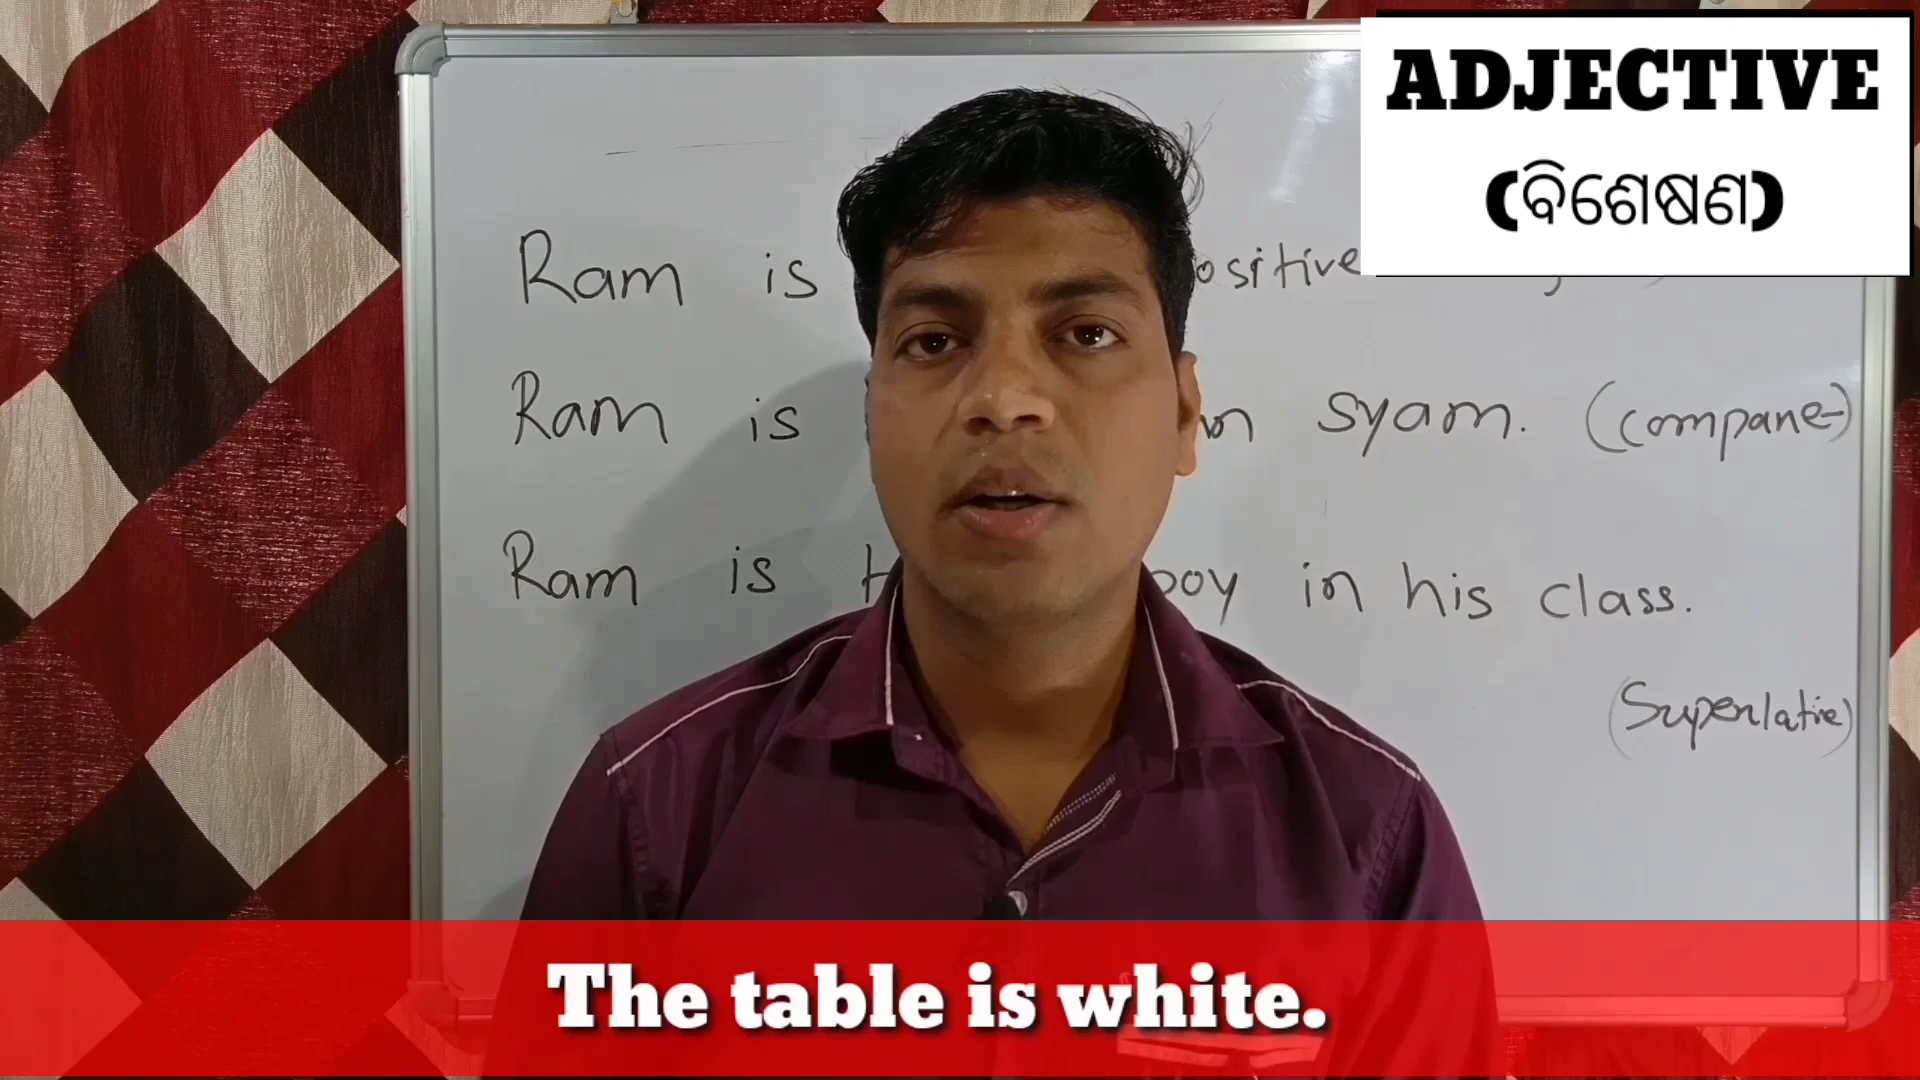 ADJECTIVE
(ବିଶେଷଣ)
Ram is ositive
Ram is syam. (compane-)
Ram is boy in his class.
(Superlative)
The table is white.